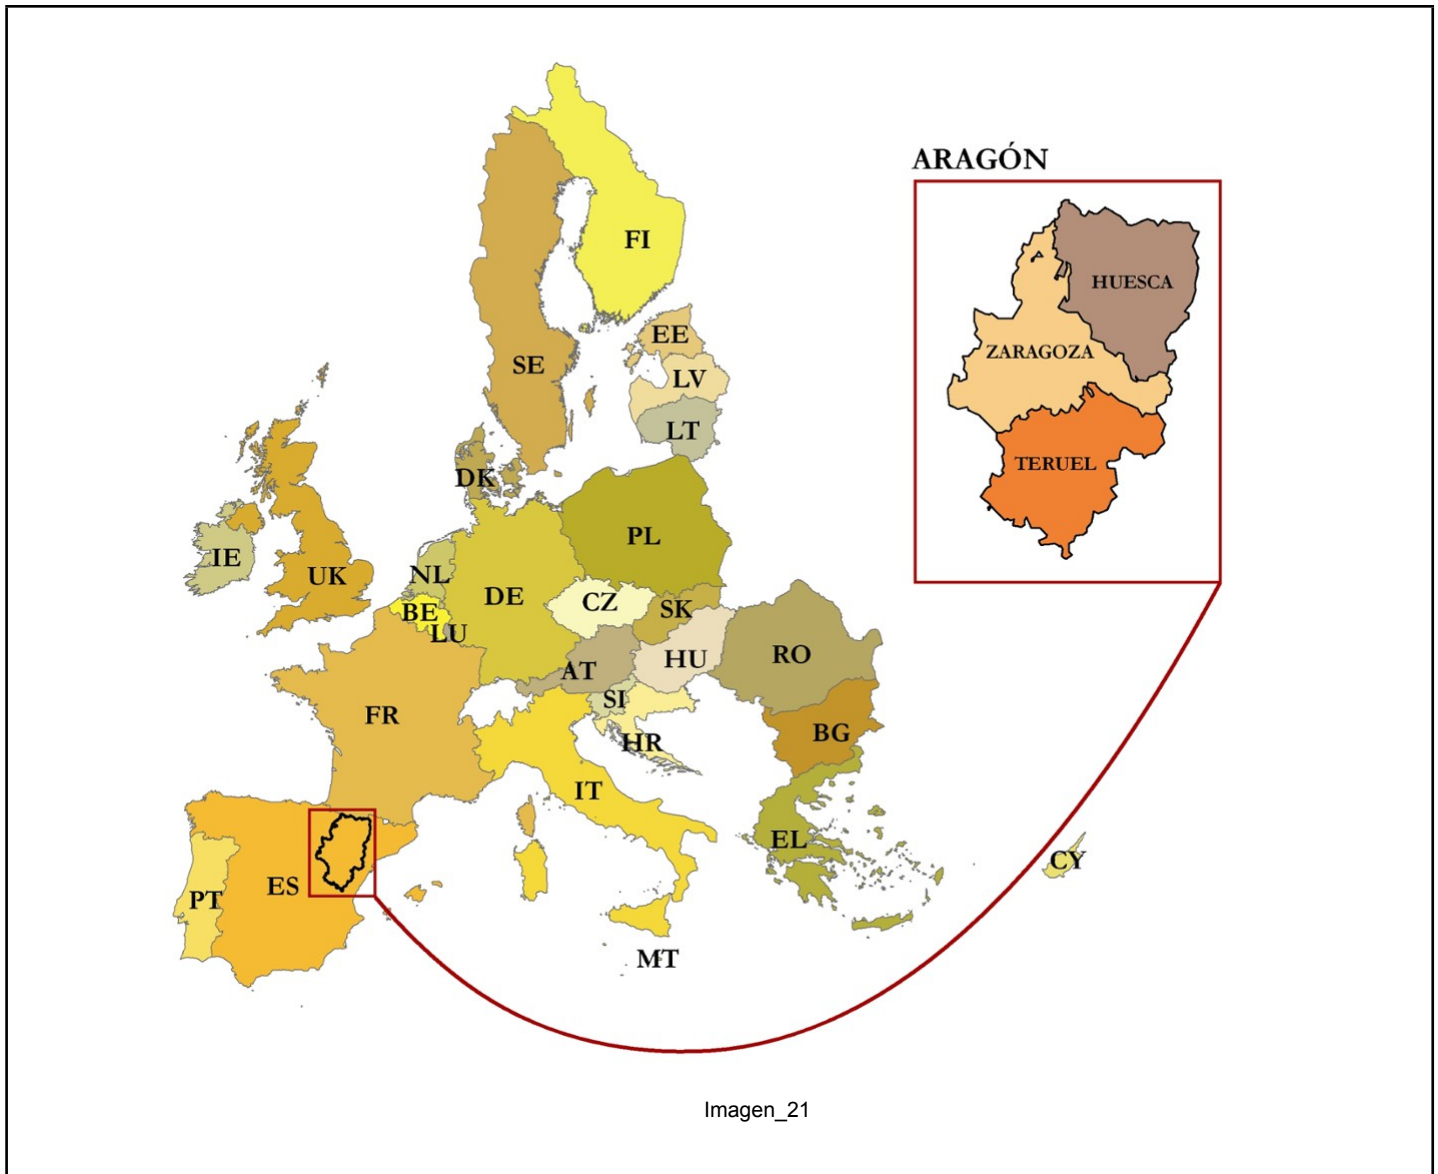 ARAGÓN
FI
HUESCA
EE
ZARAGOZA
SE
LV
LT
TERUEL
DK
PL
IE
NL
UK
DE
CZ
BE
SK
LU
RO
HU
AT
SI
FR
BG
HR
IT
EL
CY
ES
PT
MT
Imagen_21